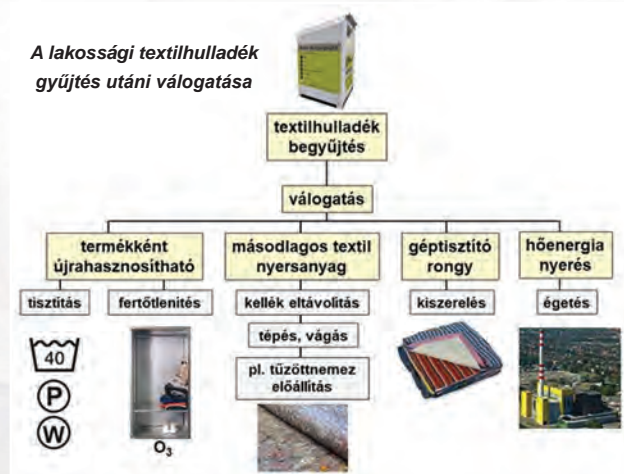 A lakossági textilhulladék
gyűjtés utáni válogatása
textilhulladék
begyűjtés
válogatás
termékként
újrahasznosítható
másodlagos textil
nyersanyag
géptisztító
rongy
hőenergia
nyerés
tisztítás
fertőtlenítés
kellék eltávolítás
kiszerelés
égetés
tépés, vágás
pl. tűzöttnemez
előállítás
40
P
W
O₃